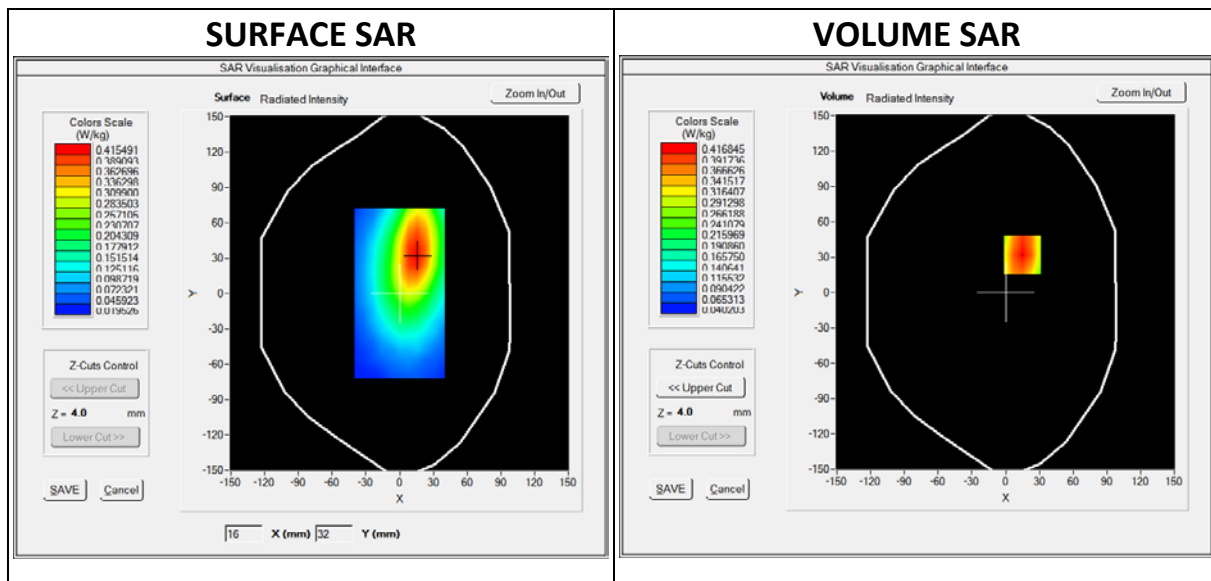 SURFACE SAR
SAR Visualisation Graphical Interface
Surface Radiated Intensity
Zoom In/Out
Colors Scale
(W/kg)
0.415491
0.389093
0.362696
0.336298
0.309900
0.283503
0.257105
0.230707
0.204309
0.177912
0.151514
0.125116
0.098719
0.072321
0.045923
0.019526
Z-Cuts Control
<< Upper Cut
Z = 4.0 mm
Lower Cut >>
SAVE Cancel
150
120
90
60
30
0
-30
-60
-90
-120
-150
Y
-150 -120 -90 -60 -30 0 30 60 90 120 150
X
16 X (mm) 32 Y (mm)
VOLUME SAR
SAR Visualisation Graphical Interface
Volume Radiated Intensity
Zoom In/Out
Colors Scale
(W/kg)
0.416845
0.391736
0.366626
0.341517
0.316407
0.291298
0.266188
0.241079
0.215969
0.190860
0.165750
0.140641
0.115532
0.090422
0.065313
0.040203
Z-Cuts Control
<< Upper Cut
Z = 4.0 mm
Lower Cut >>
SAVE Cancel
150
120
90
60
30
0
-30
-60
-90
-120
-150
Y
-150 -120 -90 -60 -30 0 30 60 90 120 150
X